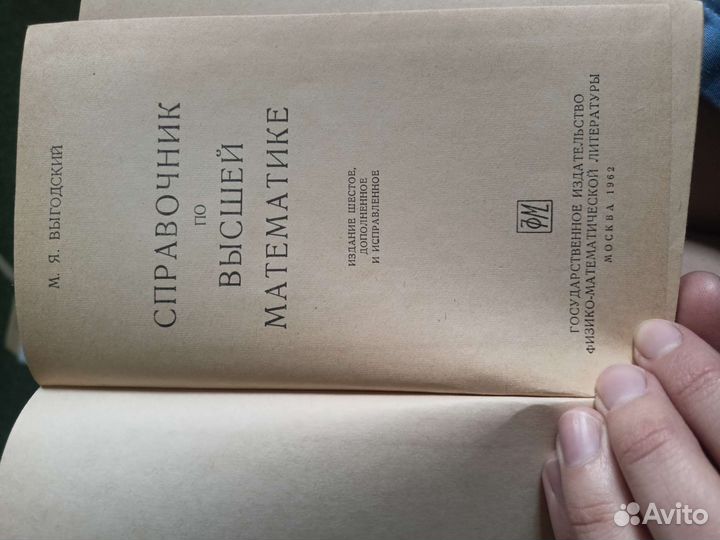 М. Я. ВЫГОДСКИЙ
СПРАВОЧНИК
ПО
ВЫСШЕЙ
МАТЕМАТИКЕ
ИЗДАНИЕ ШЕСТОЕ,
ДОПОЛНЕННОЕ
И ИСПРАВЛЕННОЕ
ФМ
ГОСУДАРСТВЕННОЕ ИЗДАТЕЛЬСТВО
ФИЗИКО-МАТЕМАТИЧЕСКОЙ ЛИТЕРАТУРЫ
МОСКВА 1962
Avito